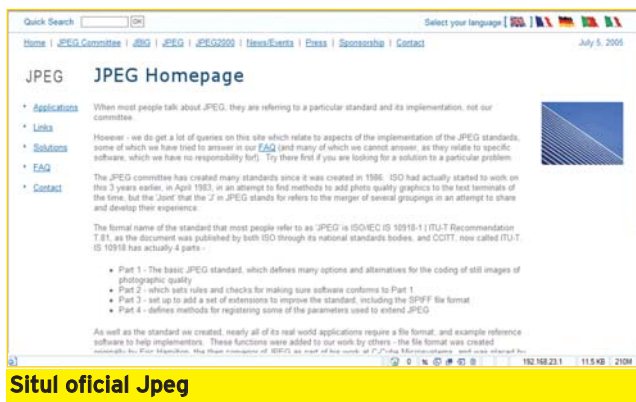 Quick Search OK Select your language [ ]
Home | JPEG Committee | JBIG | JPEG | JPEG2000 | News/Events | Press | Sponsorship | Contact July 5, 2005
JPEG JPEG Homepage
Applications
Links
Solutions
FAQ
Contact
When most people talk about JPEG, they are referring to a particular standard and its implementation, not our
committee.
However - we do get a lot of queries on this site which relate to aspects of the implementation of the JPEG standards,
some of which we have tried to answer in our FAQ (and many of which we cannot answer, as they relate to specific
software, which we have no responsibility for!). Try there first if you are looking for a solution to a particular problem.
The JPEG committee has created many standards since it was created in 1986. ISO had actually started to work on
this 3 years earlier, in April 1983, in an attempt to find methods to add photo quality graphics to the text terminals of
the time, but the 'Joint' that the 'J' in JPEG stands for refers to the merger of several groupings in an attempt to share
and develop their experience.
The formal name of the standard that most people refer to as 'JPEG' is ISO/IEC IS 10918-1 | ITU-T Recommendation
T.81, as the document was published by both ISO through its national standards bodies, and CCITT, now called ITU-T.
IS 10918 has actually 4 parts -
Part 1 - The basic JPEG standard, which defines many options and alternatives for the coding of still images of
photographic quality
Part 2 - which sets rules and checks for making sure software conforms to Part 1
Part 3 - set up to add a set of extensions to improve the standard, including the SPIFF file format
Part 4 - defines methods for registering some of the parameters used to extend JPEG
As well as the standard we created, nearly all of its real world applications require a file format, and example reference
software to help implementors. These functions were added to our work by others - the file format was created
originally by Eric Hamilton, the then convenor of JPEG as part of his work at C-Cube Microsystems, and was placed by
0 192.168.23.1 11.5 KB 210M
Situl oficial Jpeg